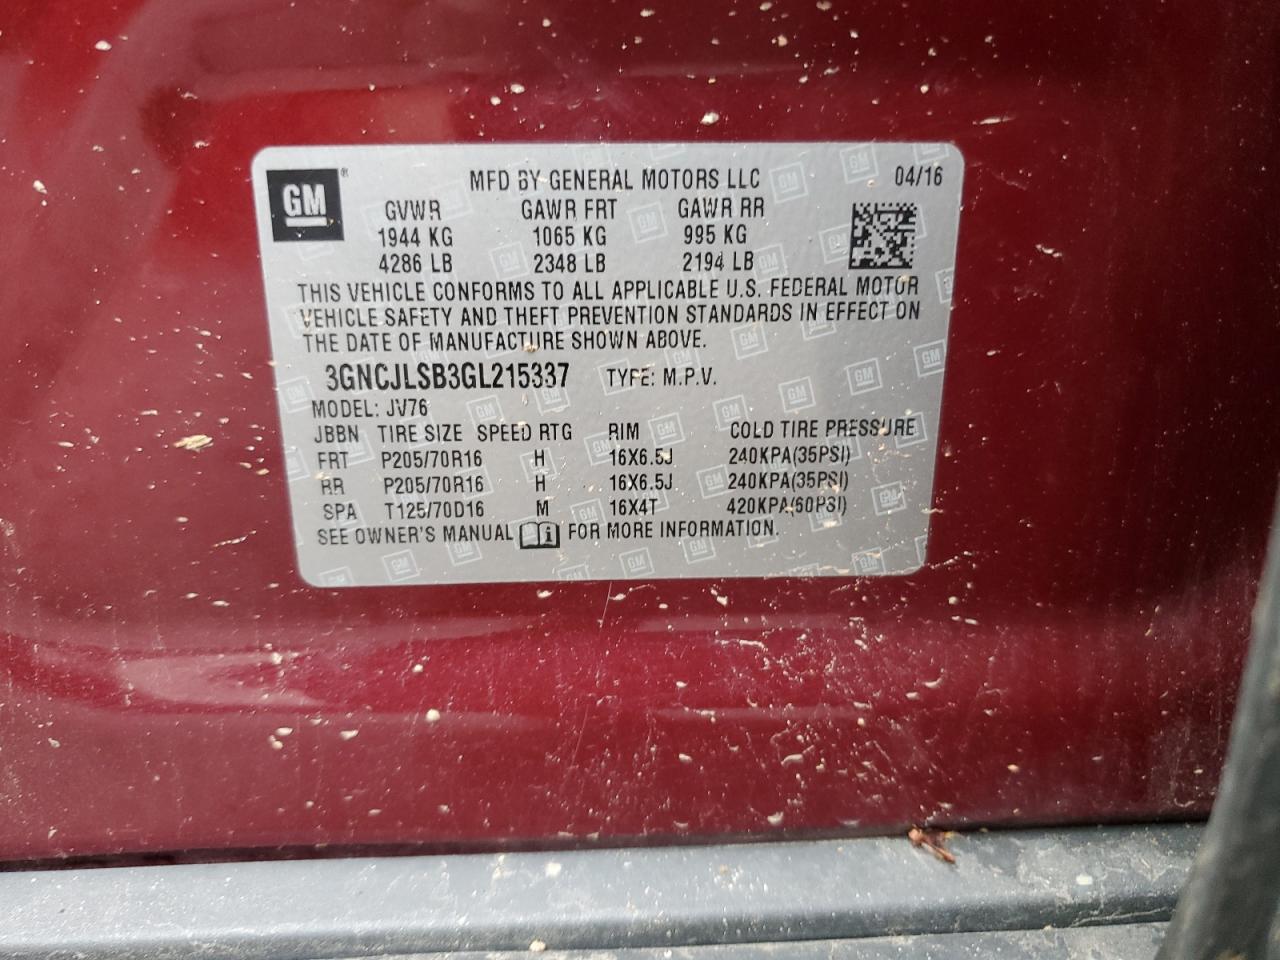 GM ® MFD BY GENERAL MOTORS LLC 04/16
GVWR GAWR FRT GAWR RR
1944 KG 1065 KG 995 KG
4286 LB 2348 LB 2194 LB
THIS VEHICLE CONFORMS TO ALL APPLICABLE U.S. FEDERAL MOTOR
VEHICLE SAFETY AND THEFT PREVENTION STANDARDS IN EFFECT ON
THE DATE OF MANUFACTURE SHOWN ABOVE.
3GNCJLSB3GL215337 TYPE: M.P.V.
MODEL: JV76
JBBN TIRE SIZE SPEED RTG RIM COLD TIRE PRESSURE
FRT P205/70R16 H 16X6.5J 240KPA(35PSI)
RR P205/70R16 H 16X6.5J 240KPA(35PSI)
SPA T125/70D16 M 16X4T 420KPA(60PSI)
SEE OWNER'S MANUAL i FOR MORE INFORMATION.